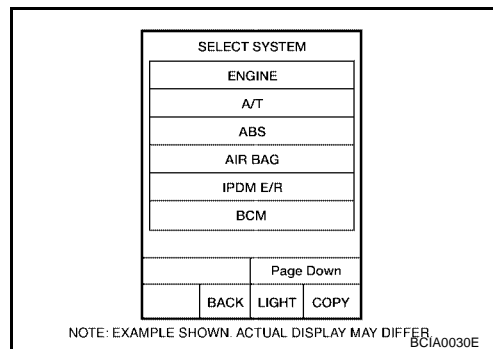 SELECT SYSTEM
ENGINE
A/T
ABS
AIR BAG
IPDM E/R
BCM
Page Down
BACK LIGHT COPY
NOTE: EXAMPLE SHOWN. ACTUAL DISPLAY MAY DIFFER.
BCIA0030E